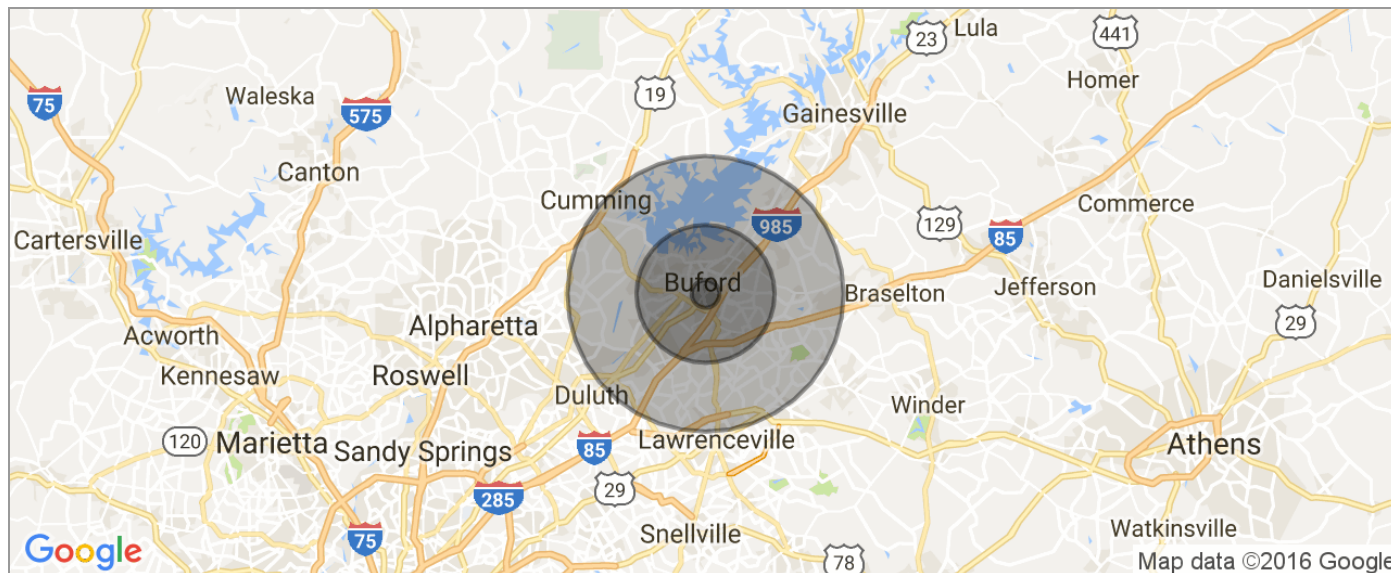 Lula
23
441
Homer
19
75
Waleska
575
Gainesville
Canton
Cumming
985
129
85
Commerce
Cartersville
Buford
Braselton
Jefferson
Danielsville
29
Acworth
Alpharetta
Kennesaw
Roswell
Duluth
Winder
120
Marietta
Sandy Springs
85
Lawrenceville
Athens
285
29
Snellville
Watkinsville
75
78
Google
Map data ©2016 Google